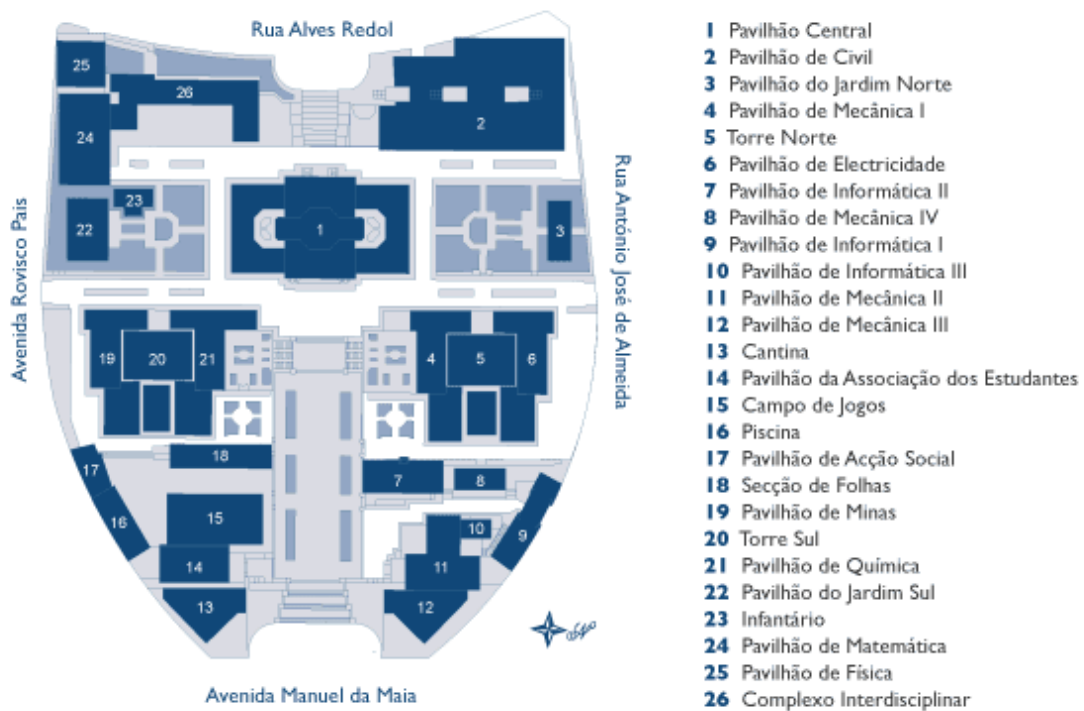 Rua Alves Redol
25
26
24
2
23
22
1
3
Avenida Rovisco Pais
Rua António José de Almeida
19
20
21
4
5
6
17
18
7
8
16
15
10
9
14
11
13
12
Avenida Manuel da Maia
1 Pavilhão Central
2 Pavilhão de Civil
3 Pavilhão do Jardim Norte
4 Pavilhão de Mecânica I
5 Torre Norte
6 Pavilhão de Electricidade
7 Pavilhão de Informática II
8 Pavilhão de Mecânica IV
9 Pavilhão de Informática I
10 Pavilhão de Informática III
11 Pavilhão de Mecânica II
12 Pavilhão de Mecânica III
13 Cantina
14 Pavilhão da Associação dos Estudantes
15 Campo de Jogos
16 Piscina
17 Pavilhão de Acção Social
18 Secção de Folhas
19 Pavilhão de Minas
20 Torre Sul
21 Pavilhão de Química
22 Pavilhão do Jardim Sul
23 Infantário
24 Pavilhão de Matemática
25 Pavilhão de Física
26 Complexo Interdisciplinar